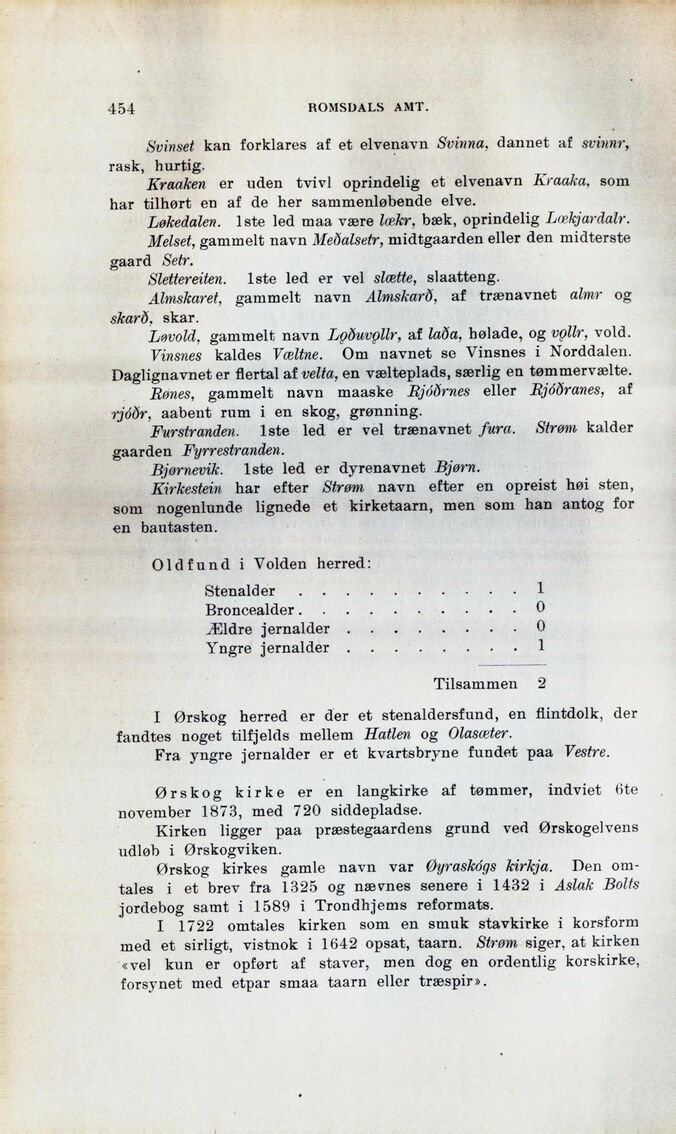 454 ROMSDALS AMT.
Svinset kan forklares af et elvenavn Svinna, dannet af svinnr,
rask, hurtig.
Kraaken er uden tvivl oprindelig et elvenavn Kraaka, som
har tilhørt en af de her sammenløbende elve.
Løkedalen. 1ste led maa være lækr, bæk, oprindelig Lækjardalr.
Melset, gammelt navn Meðalsetr, midtgaarden eller den midterste
gaard Setr.
Slettereiten. 1ste led er vel slætte, slaatteng.
Almskaret, gammelt navn Almskarð, af trænavnet almr og
skarð, skar.
Løvold, gammelt navn Lǫðuvǫllr, af laða, hølade, og vǫllr, vold.
Vinsnes kaldes Væltne. Om navnet se Vinsnes i Norddalen.
Daglignavnet er flertal af velta, en vælteplads, særlig en tømmervælte.
Rønes, gammelt navn maaske Rjóðrnes eller Rjóðranes, af
rjóðr, aabent rum i en skog, grønning.
Furstranden. 1ste led er vel trænavnet fura. Strøm kalder
gaarden Fyrrestranden.
Bjørnevik. 1ste led er dyrenavnet Bjørn.
Kirkestein har efter Strøm navn efter en opreist høi sten,
som nogenlunde lignede et kirketaarn, men som han antog for
en bautasten.
Oldfund i Volden herred:
Stenalder . . . . . . . . . . 1
Broncealder . . . . . . . . . . 0
Ældre jernalder . . . . . . . . 0
Yngre jernalder . . . . . . . . 1
Tilsammen 2
I Ørskog herred er der et stenaldersfund, en flintdolk, der
fandtes noget tilfjelds mellem Hatlen og Olasæter.
Fra yngre jernalder er et kvartsbryne fundet paa Vestre.
Ørskog kirke er en langkirke af tømmer, indviet 6te
november 1873, med 720 siddepladse.
Kirken ligger paa præstegaardens grund ved Ørskogelvens
udløb i Ørskogviken.
Ørskog kirkes gamle navn var Øyraskógs kirkja. Den om-
tales i et brev fra 1325 og nævnes senere i 1432 i Aslak Bolts
jordebog samt i 1589 i Trondhjems reformats.
I 1722 omtales kirken som en smuk stavkirke i korsform
med et sirligt, vistnok i 1642 opsat, taarn. Strøm siger, at kirken
«vel kun er opført af staver, men dog en ordentlig korskirke,
forsynet med etpar smaa taarn eller træspir».